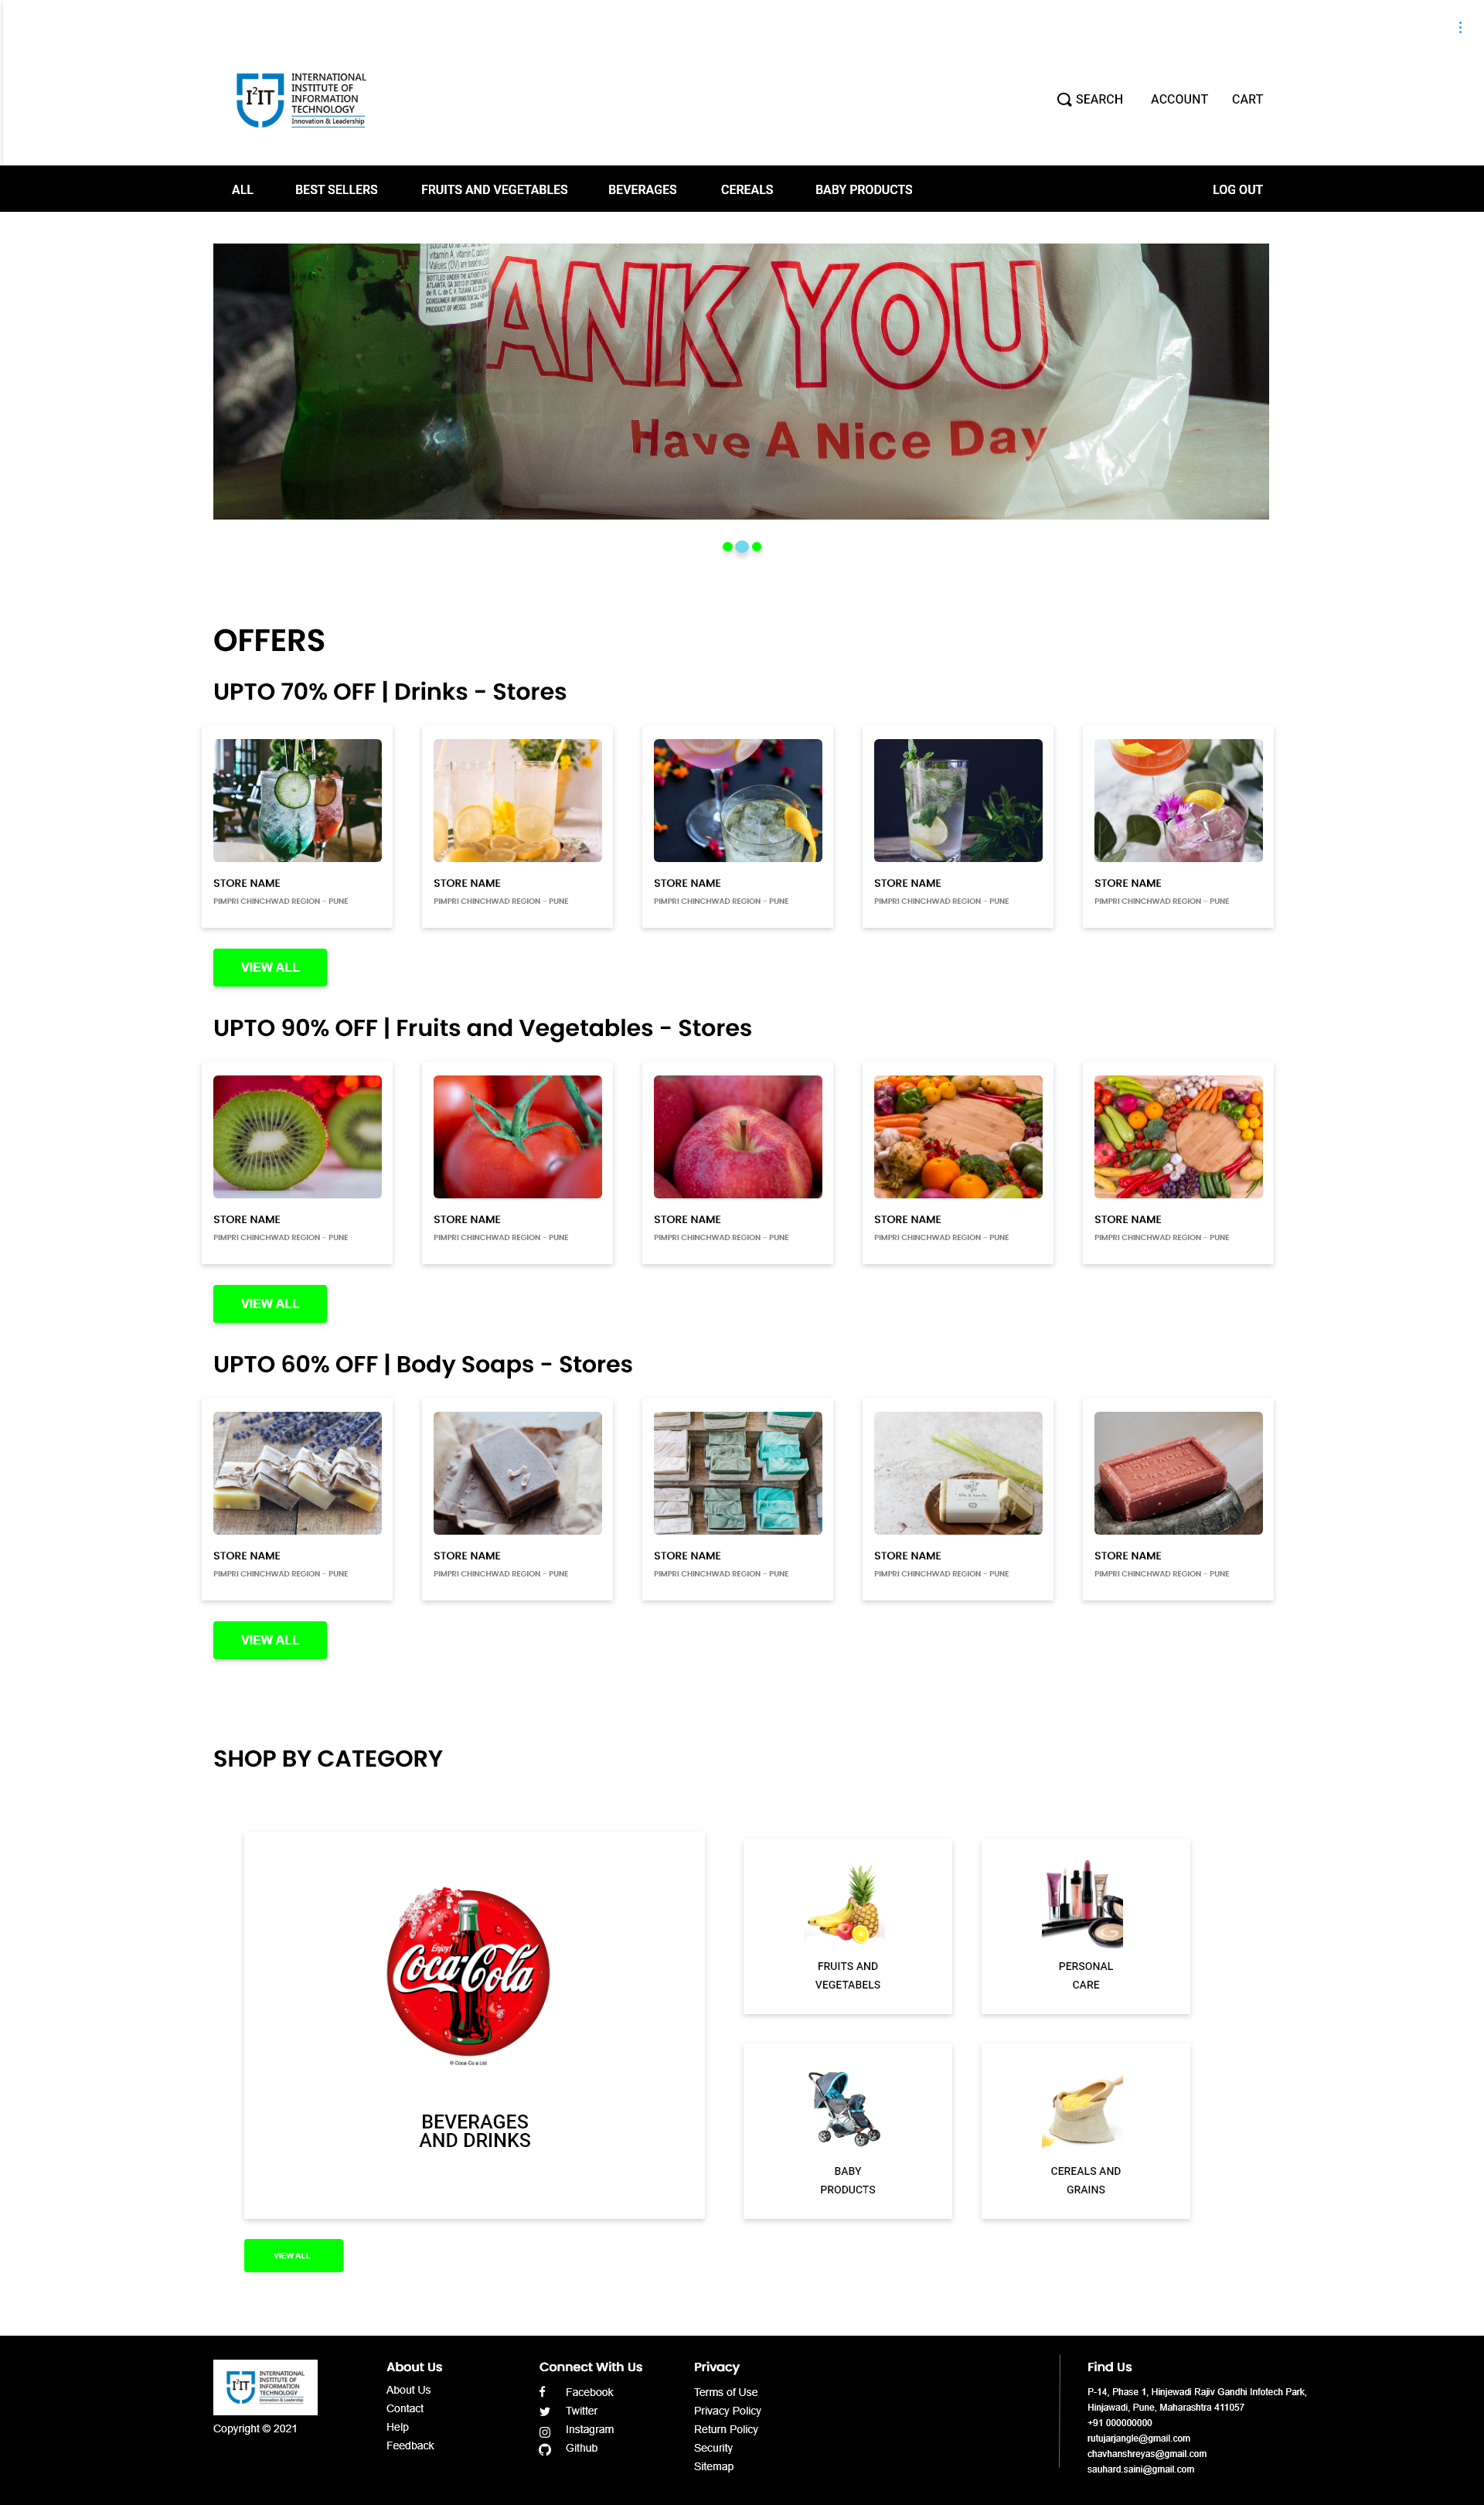 I²IT
INTERNATIONAL
INSTITUTE OF
INFORMATION
TECHNOLOGY
Innovation & Leadership
SEARCH ACCOUNT CART
ALL BEST SELLERS FRUITS AND VEGETABLES BEVERAGES CEREALS BABY PRODUCTS LOG OUT
ANK YOU
Have A Nice Day
OFFERS
UPTO 70% OFF | Drinks - Stores
STORE NAME STORE NAME STORE NAME STORE NAME STORE NAME
PIMPRI CHINCHWAD REGION - PUNE PIMPRI CHINCHWAD REGION - PUNE PIMPRI CHINCHWAD REGION - PUNE PIMPRI CHINCHWAD REGION - PUNE PIMPRI CHINCHWAD REGION - PUNE
VIEW ALL
UPTO 90% OFF | Fruits and Vegetables - Stores
STORE NAME STORE NAME STORE NAME STORE NAME STORE NAME
PIMPRI CHINCHWAD REGION - PUNE PIMPRI CHINCHWAD REGION - PUNE PIMPRI CHINCHWAD REGION - PUNE PIMPRI CHINCHWAD REGION - PUNE PIMPRI CHINCHWAD REGION - PUNE
VIEW ALL
UPTO 60% OFF | Body Soaps - Stores
STORE NAME STORE NAME STORE NAME STORE NAME STORE NAME
PIMPRI CHINCHWAD REGION - PUNE PIMPRI CHINCHWAD REGION - PUNE PIMPRI CHINCHWAD REGION - PUNE PIMPRI CHINCHWAD REGION - PUNE PIMPRI CHINCHWAD REGION - PUNE
VIEW ALL
SHOP BY CATEGORY
Enjoy!
Coca-Cola
BEVERAGES
AND DRINKS
FRUITS AND
VEGETABELS
PERSONAL
CARE
BABY
PRODUCTS
CEREALS AND
GRAINS
VIEW ALL
I²IT
INTERNATIONAL
INSTITUTE OF
INFORMATION
TECHNOLOGY
Innovation & Leadership
Copyright © 2021
About Us
About Us
Contact
Help
Feedback
Connect With Us
Facebook
Twitter
Instagram
Github
Privacy
Terms of Use
Privacy Policy
Return Policy
Security
Sitemap
Find Us
P-14, Phase 1, Hinjewadi Rajiv Gandhi Infotech Park,
Hinjawadi, Pune, Maharashtra 411057
+91 000000000
rutujarjangle@gmail.com
chavhanshreyas@gmail.com
sauhard.saini@gmail.com